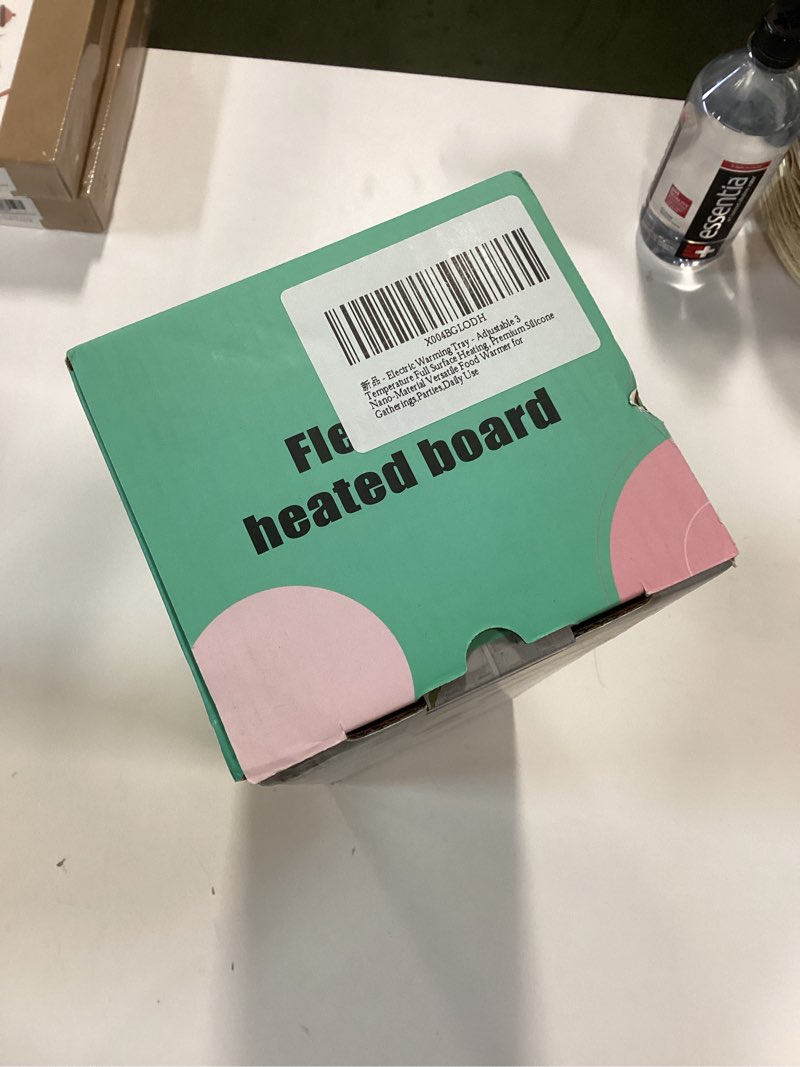 X004BGLODH
新品 - Electric Warming Tray - Adjustable 3
Temperature Full Surface Heating, Premium Silicone
Nano-Material Versatile Food Warmer for
Gatherings,Parties,Daily Use
Fle
heated board
essentia